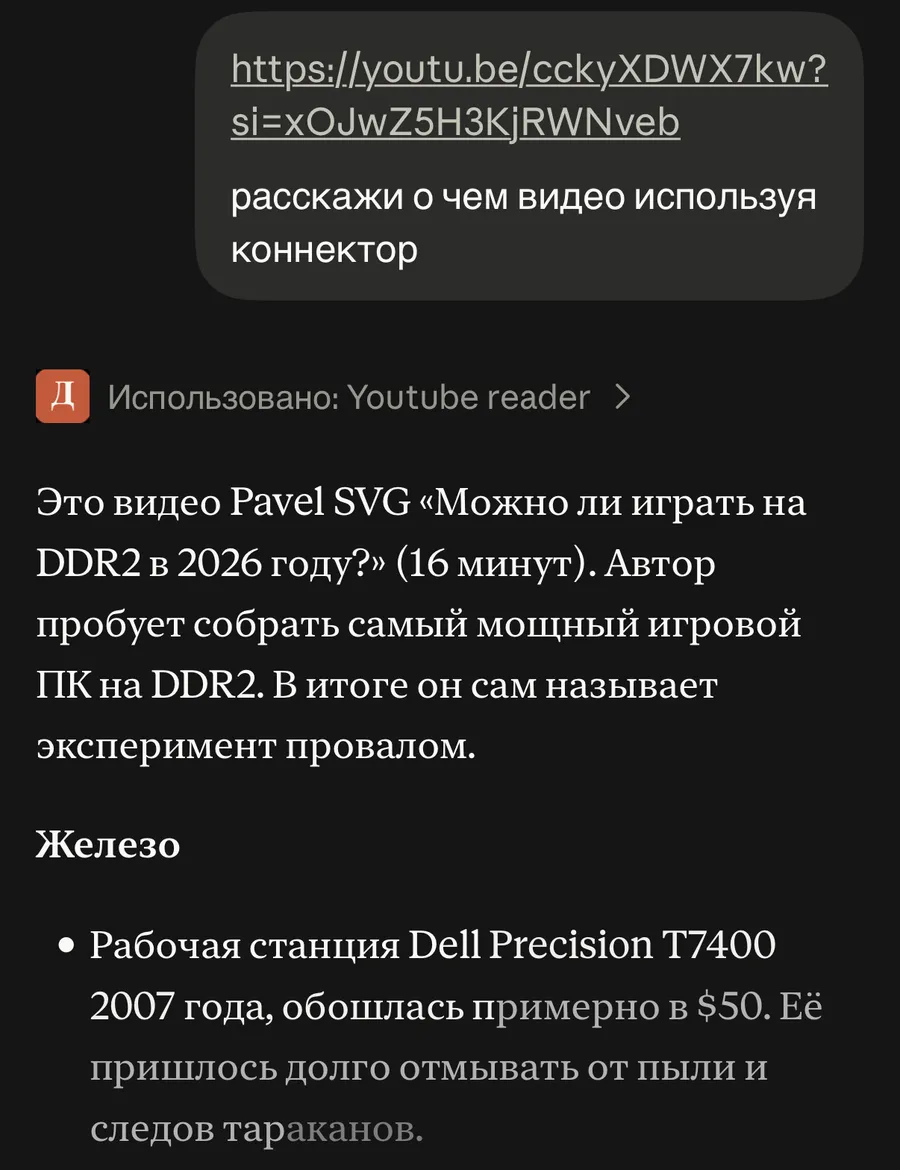 https://youtu.be/cckyXDWX7kw?
si=xOJwZ5H3KjRWNveb
расскажи о чем видео используя
коннектор
Д
Использовано: Youtube reader
Это видео Pavel SVG «Можно ли играть на
DDR2 в 2026 году?» (16 минут). Автор
пробует собрать самый мощный игровой
ПК на DDR2. В итоге он сам называет
эксперимент провалом.
Железо
• Рабочая станция Dell Precision T7400
2007 года, обошлась примерно в $50. Её
пришлось долго отмывать от пыли и
следов тараканов.